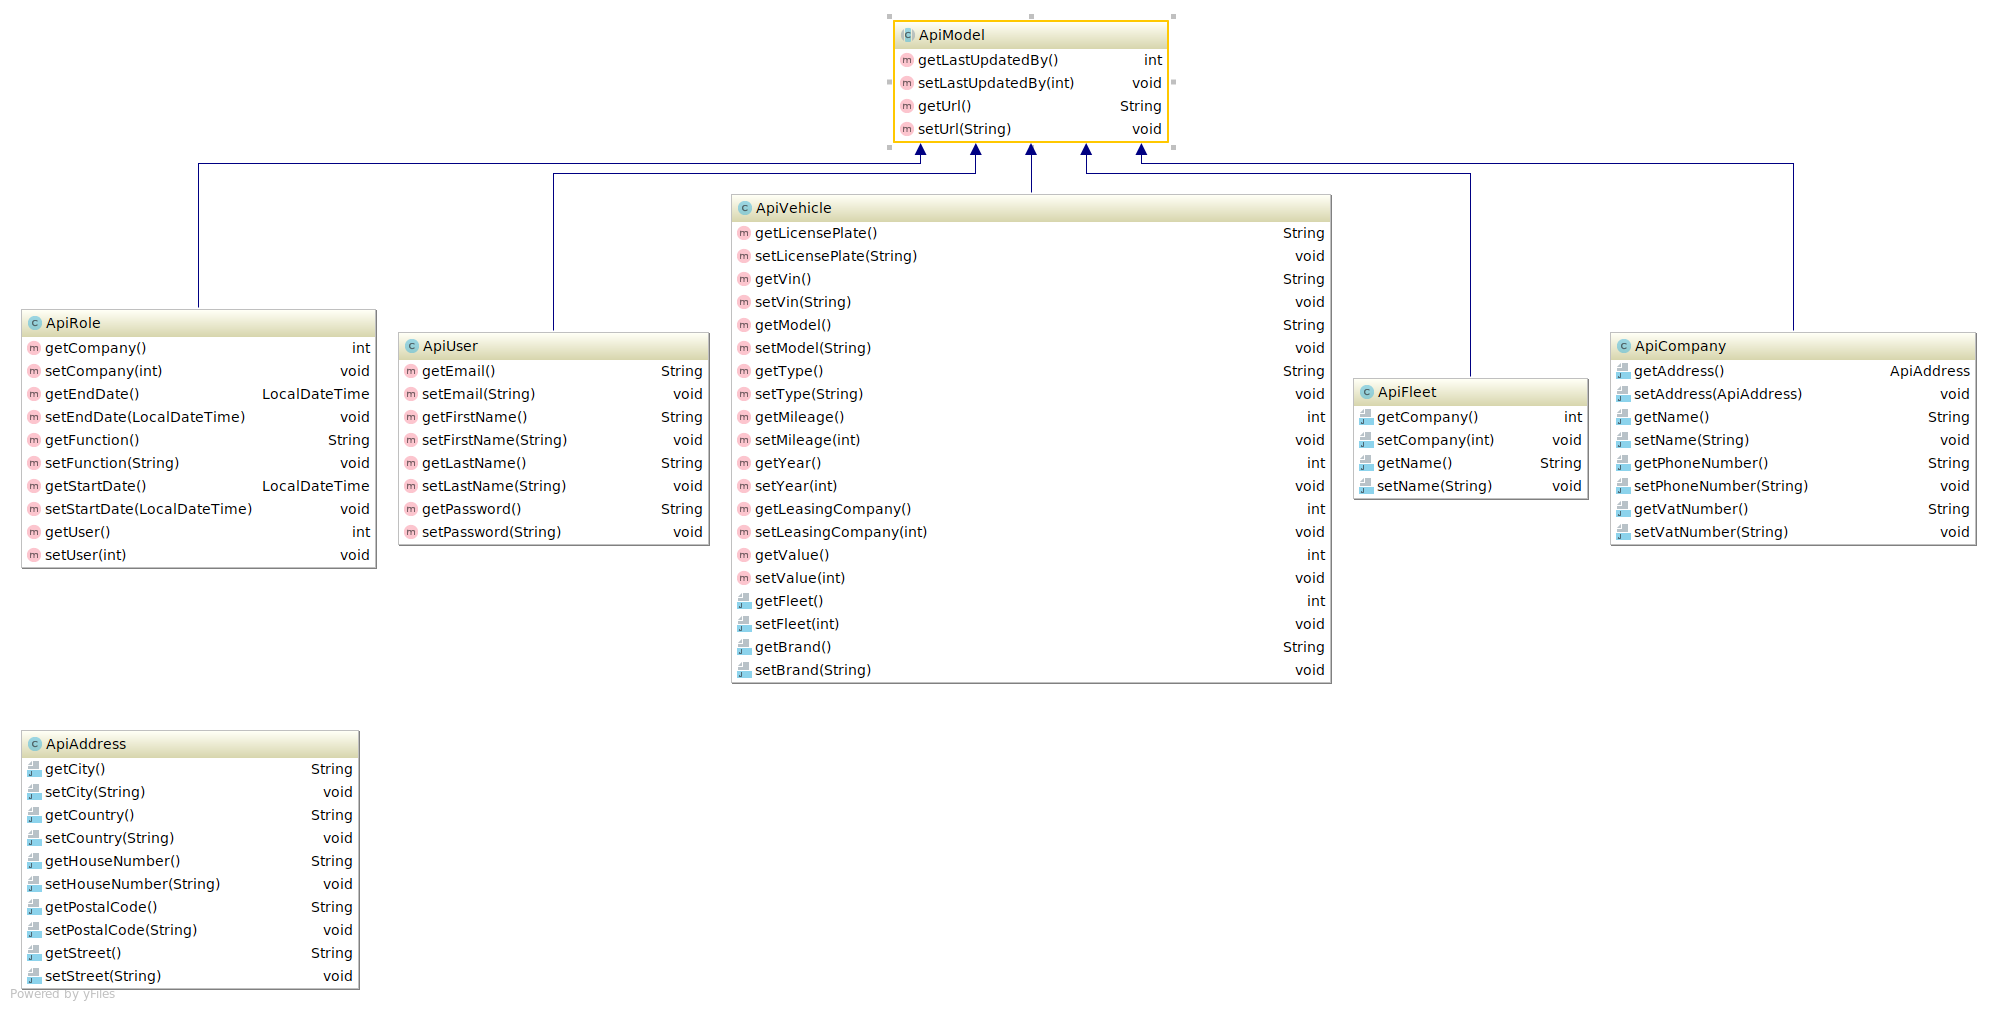 ApiModel
getLastUpdatedBy() int
setLastUpdatedBy(int) void
getUrl() String
setUrl(String) void
ApiRole
getCompany() int
setCompany(int) void
getEndDate() LocalDateTime
setEndDate(LocalDateTime) void
getFunction() String
setFunction(String) void
getStartDate() LocalDateTime
setStartDate(LocalDateTime) void
getUser() int
setUser(int) void
ApiUser
getEmail() String
setEmail(String) void
getFirstName() String
setFirstName(String) void
getLastName() String
setLastName(String) void
getPassword() String
setPassword(String) void
ApiVehicle
getLicensePlate() String
setLicensePlate(String) void
getVin() String
setVin(String) void
getModel() String
setModel(String) void
getType() String
setType(String) void
getMileage() int
setMileage(int) void
getYear() int
setYear(int) void
getLeasingCompany() int
setLeasingCompany(int) void
getValue() int
setValue(int) void
getFleet() int
setFleet(int) void
getBrand() String
setBrand(String) void
ApiFleet
getCompany() int
setCompany(int) void
getName() String
setName(String) void
ApiCompany
getAddress() ApiAddress
setAddress(ApiAddress) void
getName() String
setName(String) void
getPhoneNumber() String
setPhoneNumber(String) void
getVatNumber() String
setVatNumber(String) void
ApiAddress
getCity() String
setCity(String) void
getCountry() String
setCountry(String) void
getHouseNumber() String
setHouseNumber(String) void
getPostalCode() String
setPostalCode(String) void
getStreet() String
setStreet(String) void
Powered by yFiles